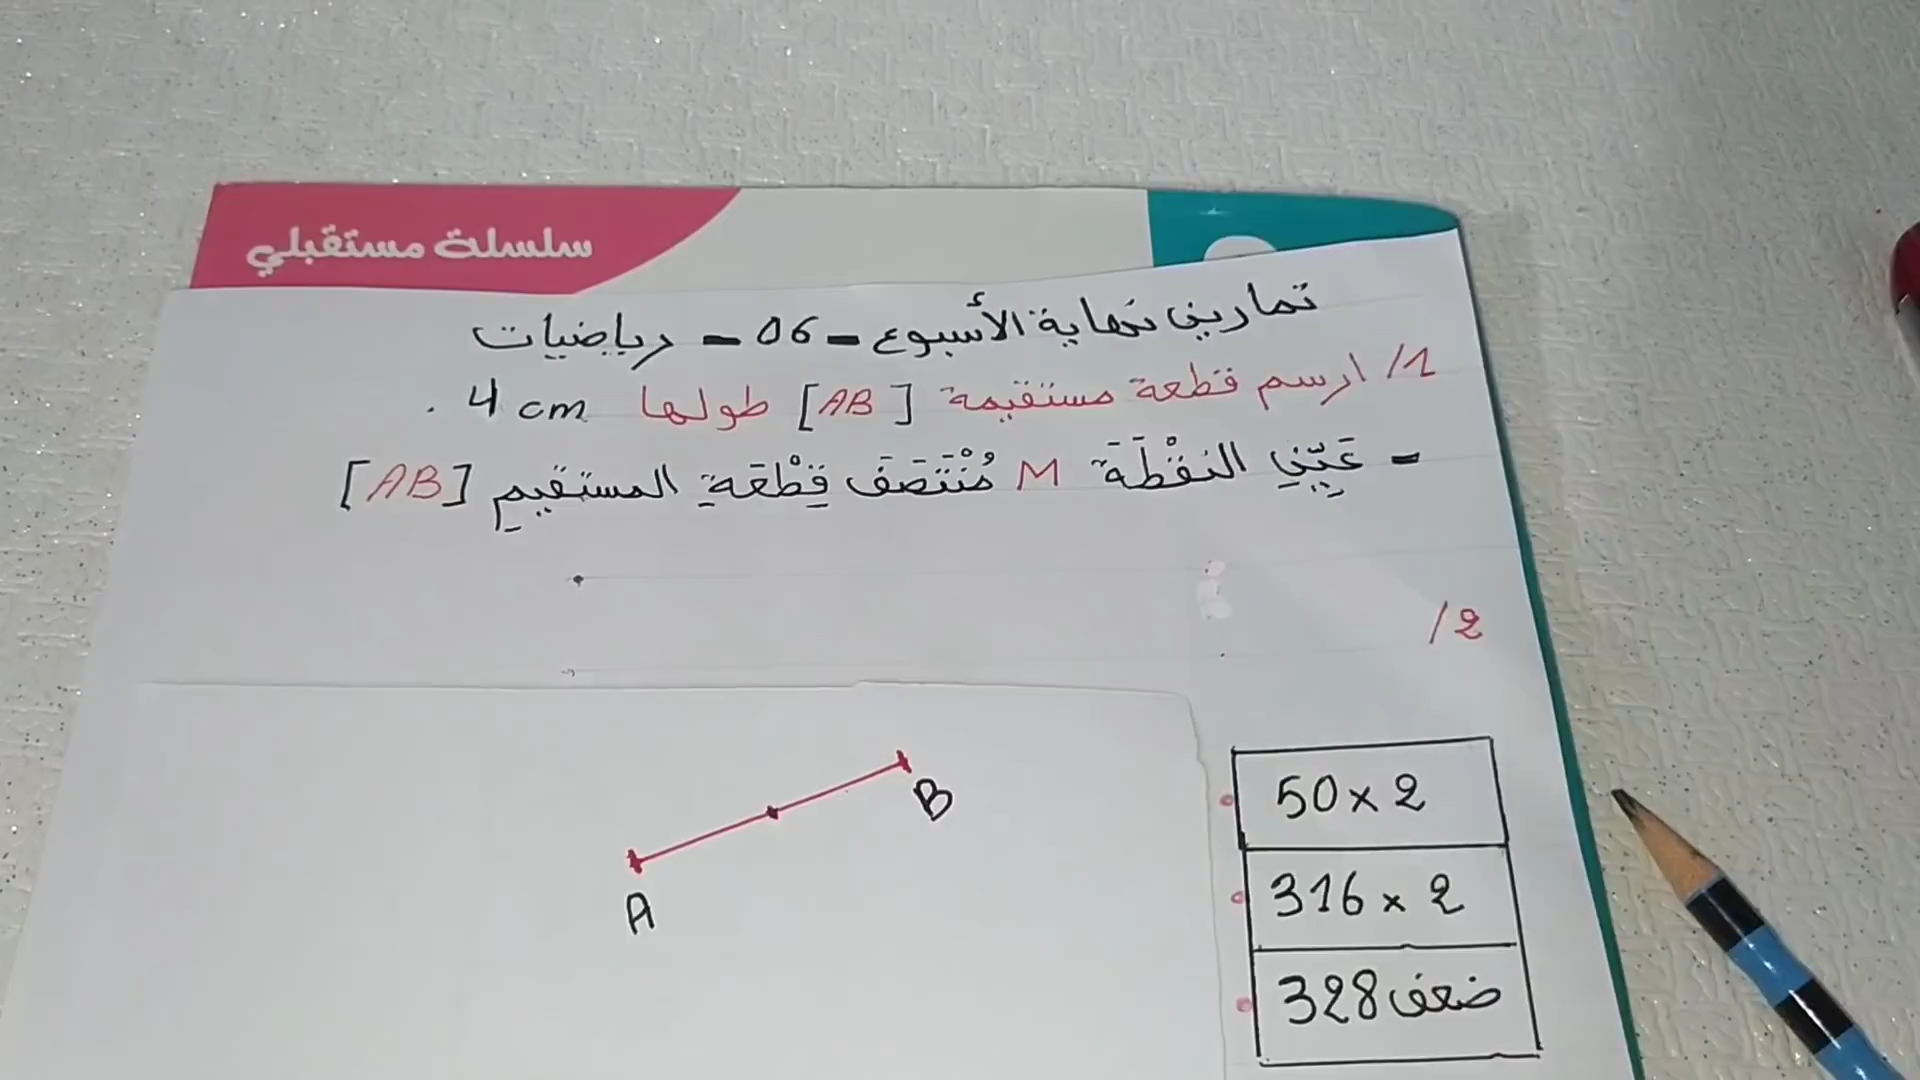 سلسلة مستقبلي
تمارين نهاية الأسبوع - 06 - رياضيات
1/ ارسم قطعة مستقيمة [AB] طولها 4 cm .
- عَيِّنِي النقْطَةَ M مُنْتَصَفَ قِطْعَةِ المستقيمِ [AB]
2/
50 x 2
316 x 2
ضعف 328
B
A